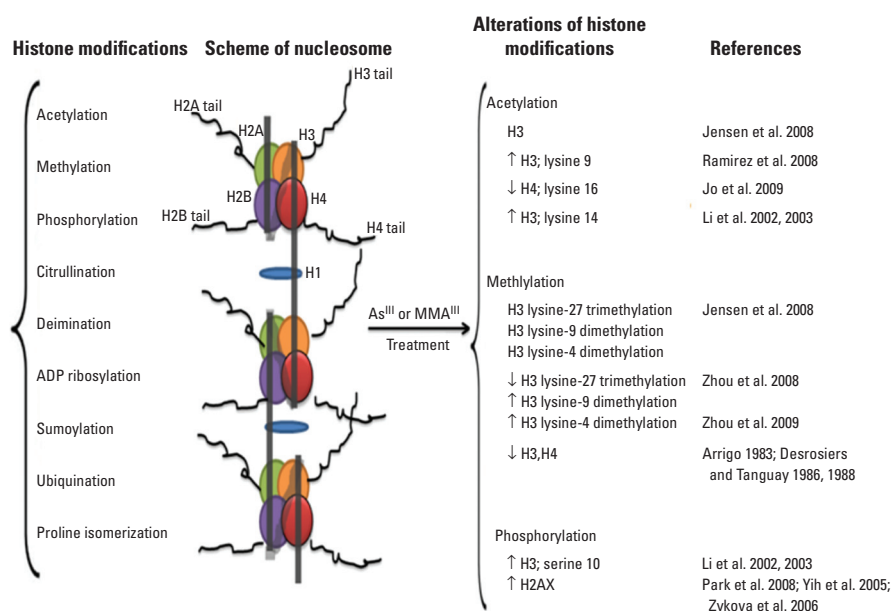 Histone modifications
Acetylation
Methylation
Phosphorylation
Citrullination
Deimination
ADP ribosylation
Sumoylation
Ubiquination
Proline isomerization
Scheme of nucleosome
H3 tail
H2A tail
H2A
H3
H2B
H4
H2B tail
H4 tail
H1
As^III or MMA^III
Treatment
Alterations of histone
modifications
References
Acetylation
H3 Jensen et al. 2008
↑ H3; lysine 9 Ramirez et al. 2008
↓ H4; lysine 16 Jo et al. 2009
↑ H3; lysine 14 Li et al. 2002, 2003
Methlylation
H3 lysine-27 trimethylation Jensen et al. 2008
H3 lysine-9 dimethylation
H3 lysine-4 dimethylation
↓ H3 lysine-27 trimethylation Zhou et al. 2008
↑ H3 lysine-9 dimethylation
↑ H3 lysine-4 dimethylation Zhou et al. 2009
↓ H3,H4 Arrigo 1983; Desrosiers
and Tanguay 1986, 1988
Phosphorylation
↑ H3; serine 10 Li et al. 2002, 2003
↑ H2AX Park et al. 2008; Yih et al. 2005;
Zykova et al. 2006